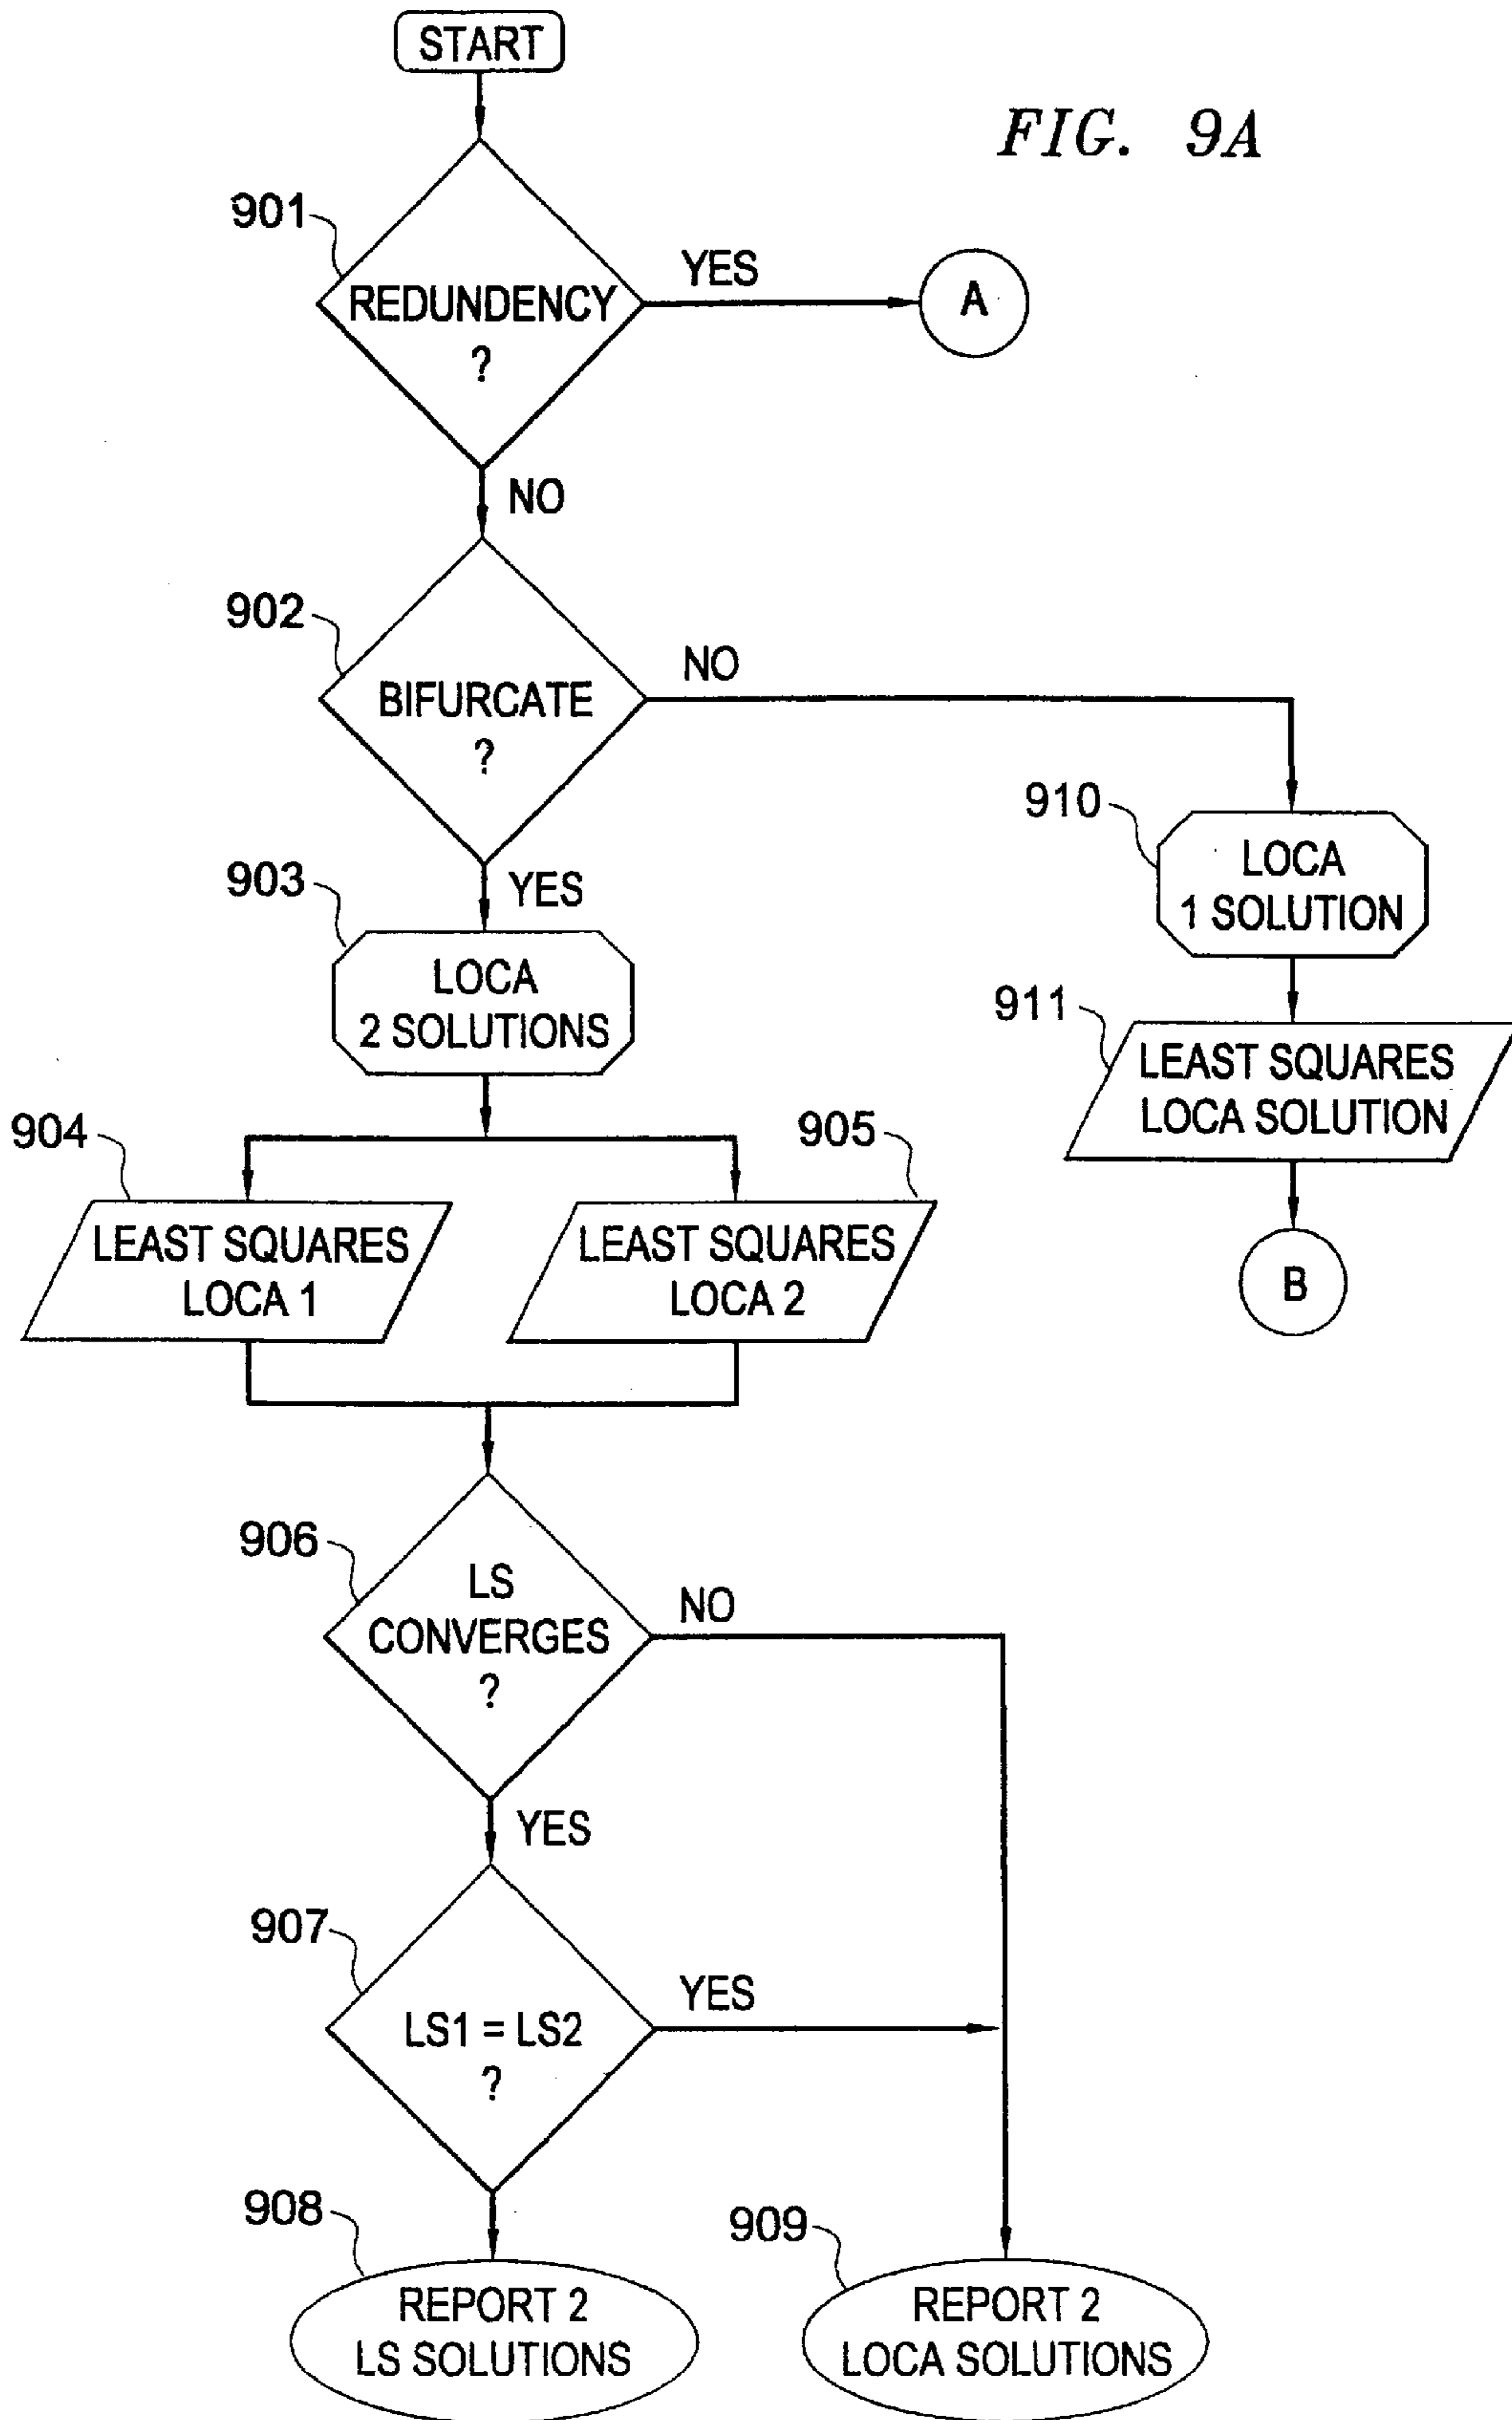 START
FIG. 9A
901
REDUNDENCY
?
YES
A
NO
902
BIFURCATE
?
NO
YES
903
LOCA
2 SOLUTIONS
910
LOCA
1 SOLUTION
911
LEAST SQUARES
LOCA SOLUTION
B
904
LEAST SQUARES
LOCA 1
905
LEAST SQUARES
LOCA 2
906
LS
CONVERGES
?
NO
YES
907
LS1 = LS2
?
YES
908
REPORT 2
LS SOLUTIONS
909
REPORT 2
LOCA SOLUTIONS